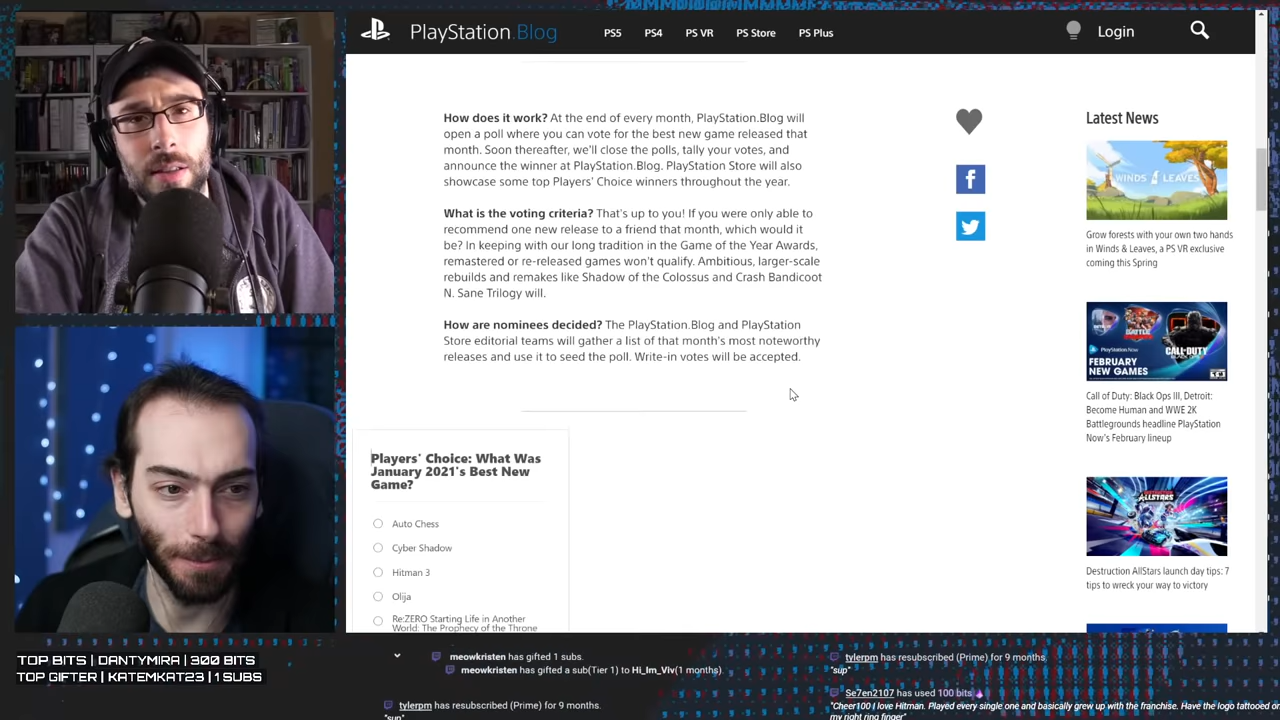 PlayStation.Blog
PS5 PS4 PS VR PS Store PS Plus
Login
How does it work? At the end of every month, PlayStation.Blog will
open a poll where you can vote for the best new game released that
month. Soon thereafter, we'll close the polls, tally your votes, and
announce the winner at PlayStation.Blog. PlayStation Store will also
showcase some top Players' Choice winners throughout the year.
What is the voting criteria? That's up to you! If you were only able to
recommend one new release to a friend that month, which would it
be? In keeping with our long tradition in the Game of the Year Awards,
remastered or re-released games won't qualify. Ambitious, larger-scale
rebuilds and remakes like Shadow of the Colossus and Crash Bandicoot
N. Sane Trilogy will.
How are nominees decided? The PlayStation.Blog and PlayStation
Store editorial teams will gather a list of that month's most noteworthy
releases and use it to seed the poll. Write-in votes will be accepted.
Players' Choice: What Was
January 2021's Best New
Game?
Auto Chess
Cyber Shadow
Hitman 3
Olija
Re:ZERO Starting Life in Another
World: The Prophecy of the Throne
Latest News
WINDS & LEAVES
Grow forests with your own two hands
in Winds & Leaves, a PS VR exclusive
coming this Spring
PlayStation Now
FEBRUARY
NEW GAMES
CALL OF DUTY
Call of Duty: Black Ops III, Detroit:
Become Human and WWE 2K
Battlegrounds headline PlayStation
Now's February lineup
DESTRUCTION
ALLSTARS
Destruction AllStars launch day tips: 7
tips to wreck your way to victory
TOP BITS | DANTYMIRA | 300 BITS
TOP GIFTER | KATEMKAT23 | 1 SUBS
meowkristen has gifted 1 subs.
meowkristen has gifted a sub(Tier 1) to Hi_Im_Viv(1 months).
tylerpm has resubscribed (Prime) for 9 months.
"sup"
tylerpm has resubscribed (Prime) for 9 months.
"sup"
Se7en2107 has used 100 bits
"Cheer100 I love Hitman. Played every single one and basically grew up with the franchise. Have the logo tattooed on
my right ring finger"